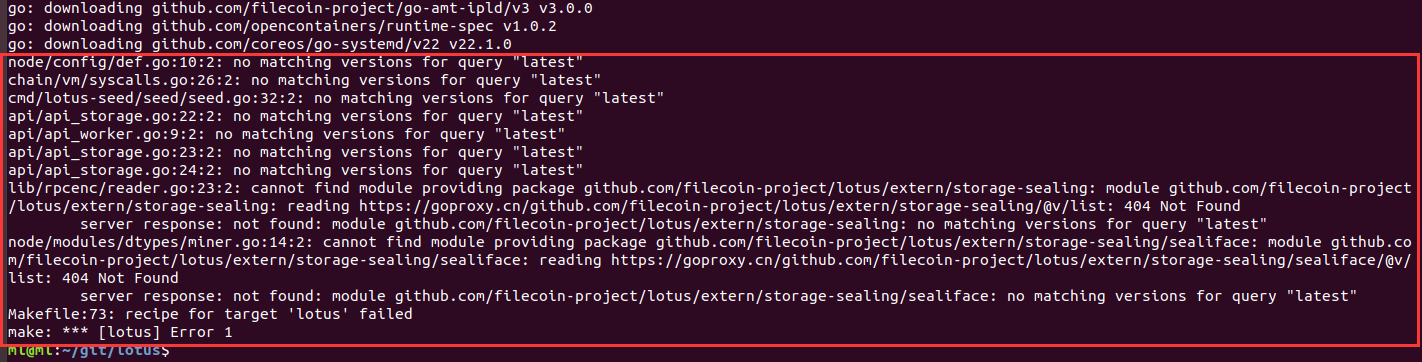 go: downloading github.com/filecoin-project/go-amt-ipld/v3 v3.0.0
go: downloading github.com/opencontainers/runtime-spec v1.0.2
go: downloading github.com/coreos/go-systemd/v22 v22.1.0
node/config/def.go:10:2: no matching versions for query "latest"
chain/vm/syscalls.go:26:2: no matching versions for query "latest"
cmd/lotus-seed/seed/seed.go:32:2: no matching versions for query "latest"
api/api_storage.go:22:2: no matching versions for query "latest"
api/api_worker.go:9:2: no matching versions for query "latest"
api/api_storage.go:23:2: no matching versions for query "latest"
api/api_storage.go:24:2: no matching versions for query "latest"
lib/rpcenc/reader.go:23:2: cannot find module providing package github.com/filecoin-project/lotus/extern/storage-sealing: module github.com/filecoin-project
/lotus/extern/storage-sealing: reading https://goproxy.cn/github.com/filecoin-project/lotus/extern/storage-sealing/@v/list: 404 Not Found
        server response: not found: module github.com/filecoin-project/lotus/extern/storage-sealing: no matching versions for query "latest"
node/modules/dtypes/miner.go:14:2: cannot find module providing package github.com/filecoin-project/lotus/extern/storage-sealing/sealiface: module github.co
m/filecoin-project/lotus/extern/storage-sealing/sealiface: reading https://goproxy.cn/github.com/filecoin-project/lotus/extern/storage-sealing/sealiface/@v/
list: 404 Not Found
        server response: not found: module github.com/filecoin-project/lotus/extern/storage-sealing/sealiface: no matching versions for query "latest"
Makefile:73: recipe for target 'lotus' failed
make: *** [lotus] Error 1
ml@ml:~/git/lotus$